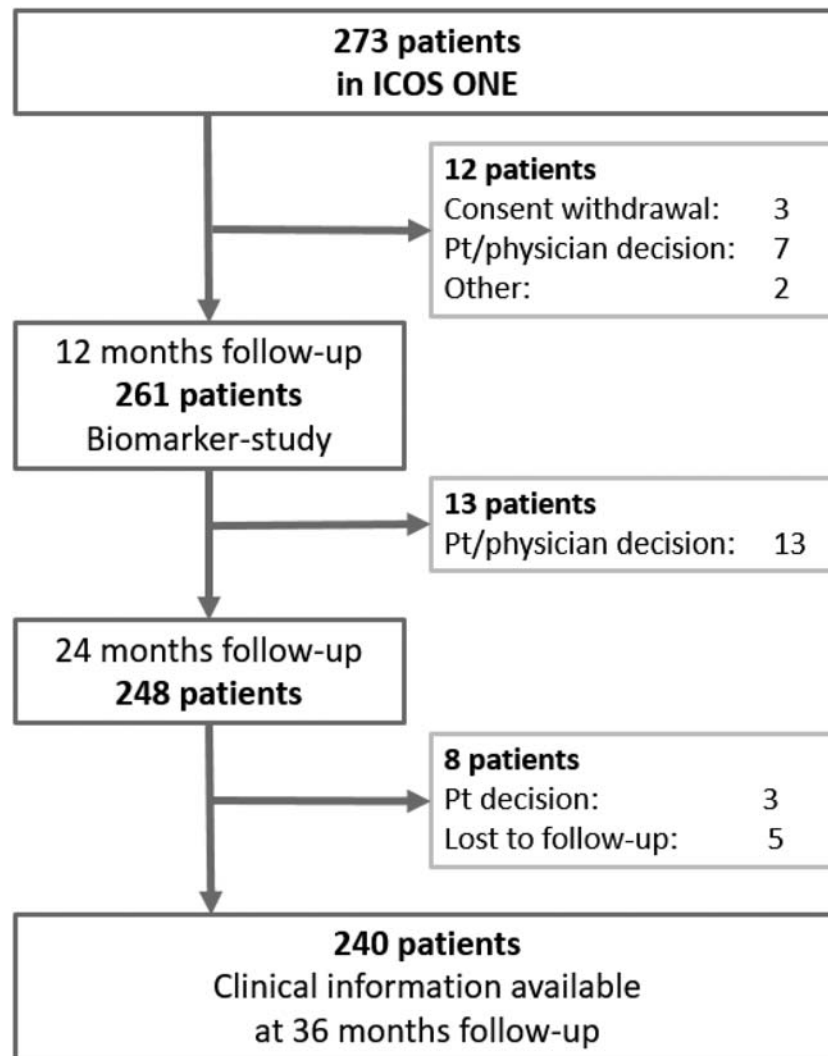 273 patients
in ICOS ONE
12 patients
Consent withdrawal: 3
Pt/physician decision: 7
Other: 2
12 months follow-up
261 patients
Biomarker-study
13 patients
Pt/physician decision: 13
24 months follow-up
248 patients
8 patients
Pt decision: 3
Lost to follow-up: 5
240 patients
Clinical information available
at 36 months follow-up